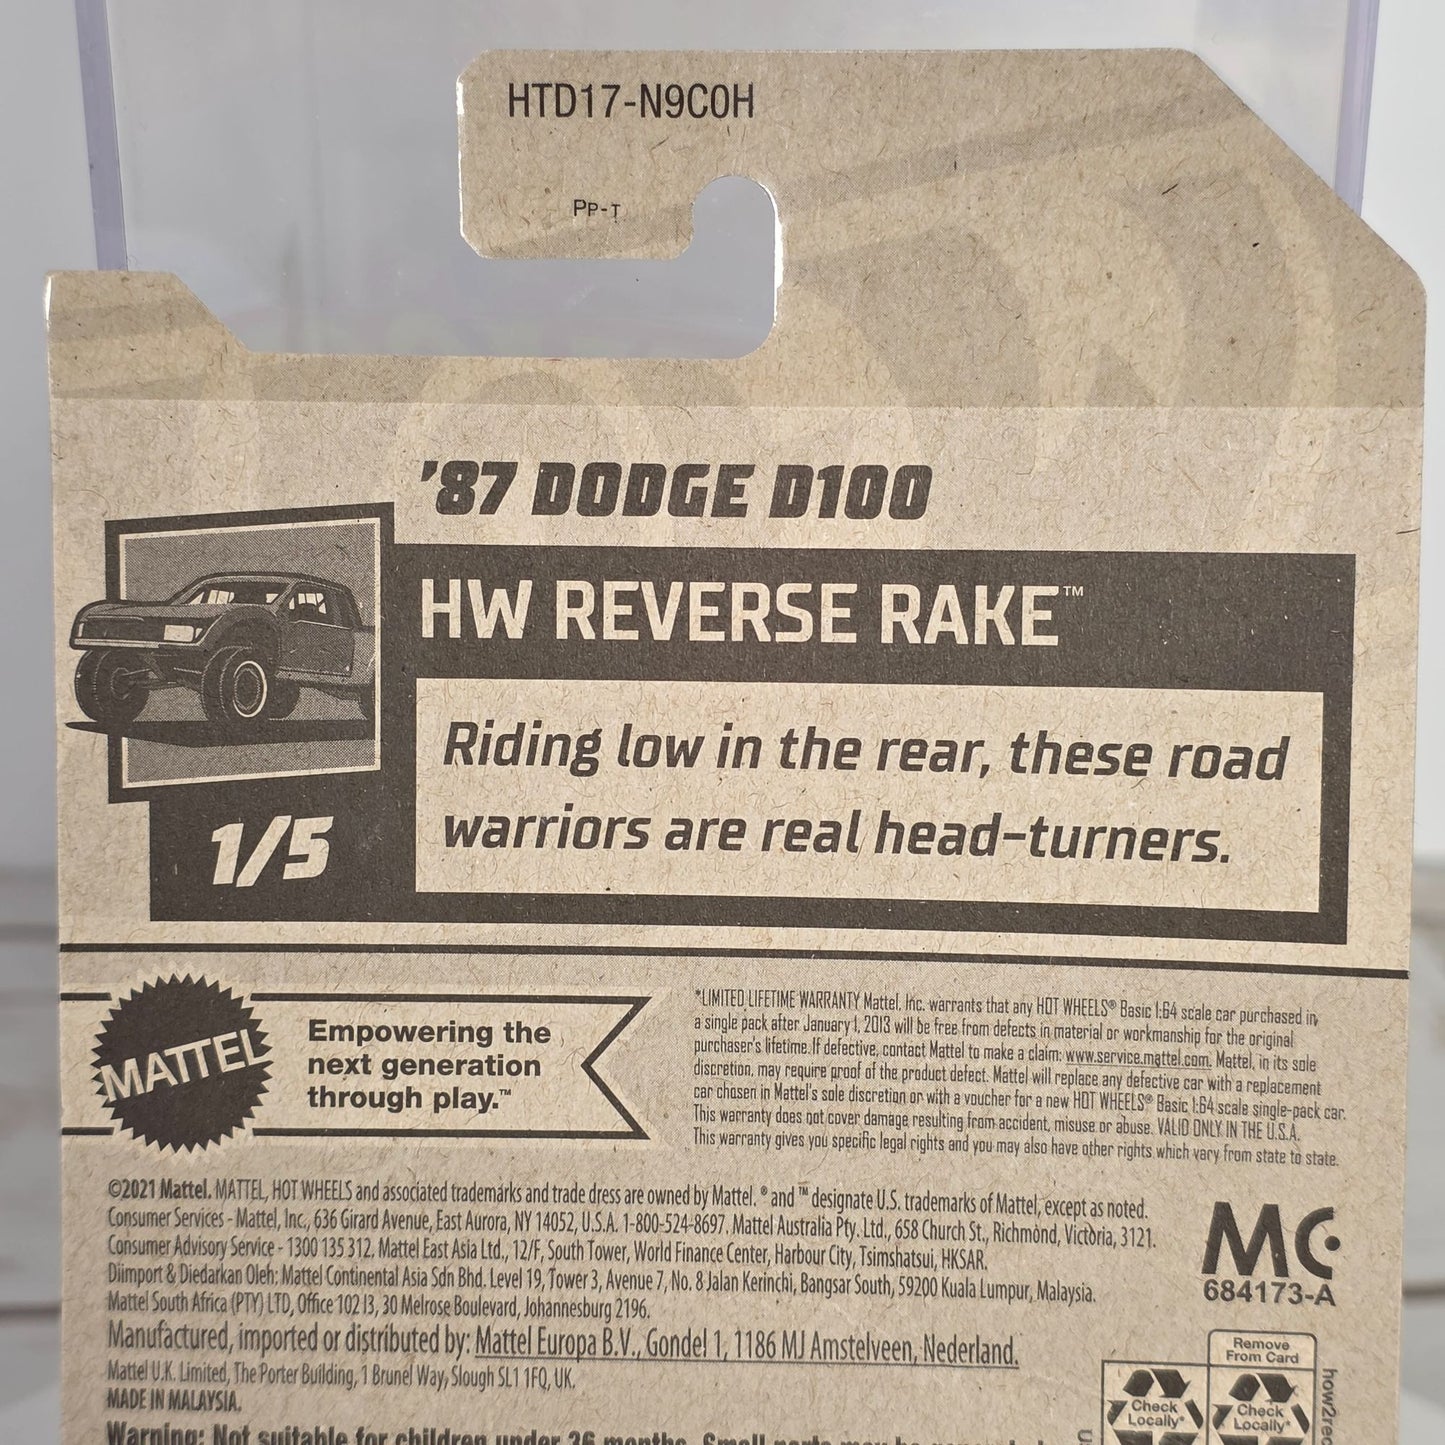 HTD17-N9C0H
PP-T
'87 DODGE D100
HW REVERSE RAKE™
Riding low in the rear, these road
warriors are real head-turners.
1/5
MATTEL
Empowering the
next generation
through play.™
*LIMITED LIFETIME WARRANTY Mattel, Inc. warrants that any HOT WHEELS® Basic 1:64 scale car purchased in
a single pack after January 1, 2013 will be free from defects in material or workmanship for the original
purchaser's lifetime. If defective, contact Mattel to make a claim: www.service.mattel.com. Mattel, in its sole
discretion, may require proof of the product defect. Mattel will replace any defective car with a replacement
car chosen in Mattel's sole discretion or with a voucher for a new HOT WHEELS® Basic 1:64 scale single-pack car.
This warranty does not cover damage resulting from accident, misuse or abuse. VALID ONLY IN THE U.S.A.
This warranty gives you specific legal rights and you may also have other rights which vary from state to state.
©2021 Mattel. MATTEL, HOT WHEELS and associated trademarks and trade dress are owned by Mattel. ® and ™ designate U.S. trademarks of Mattel, except as noted.
Consumer Services - Mattel, Inc., 636 Girard Avenue, East Aurora, NY 14052, U.S.A. 1-800-524-8697. Mattel Australia Pty. Ltd., 658 Church St., Richmond, Victoria, 3121.
Consumer Advisory Service - 1300 135 312. Mattel East Asia Ltd., 12/F, South Tower, World Finance Center, Harbour City, Tsimshatsui, HKSAR.
Diimport & Diedarkan Oleh: Mattel Continental Asia Sdn Bhd. Level 19, Tower 3, Avenue 7, No. 8 Jalan Kerinchi, Bangsar South, 59200 Kuala Lumpur, Malaysia.
Mattel South Africa (PTY) LTD, Office 102 I3, 30 Melrose Boulevard, Johannesburg 2196.
Manufactured, imported or distributed by: Mattel Europa B.V., Gondel 1, 1186 MJ Amstelveen, Nederland.
Mattel U.K. Limited, The Porter Building, 1 Brunel Way, Slough SL1 1FQ, UK.
MADE IN MALAYSIA.
Warning: Not suitable for children under 36 months. Small parts may be
MC
684173-A
Remove
From Card
Check
Locally*
Check
Locally*
how2rec